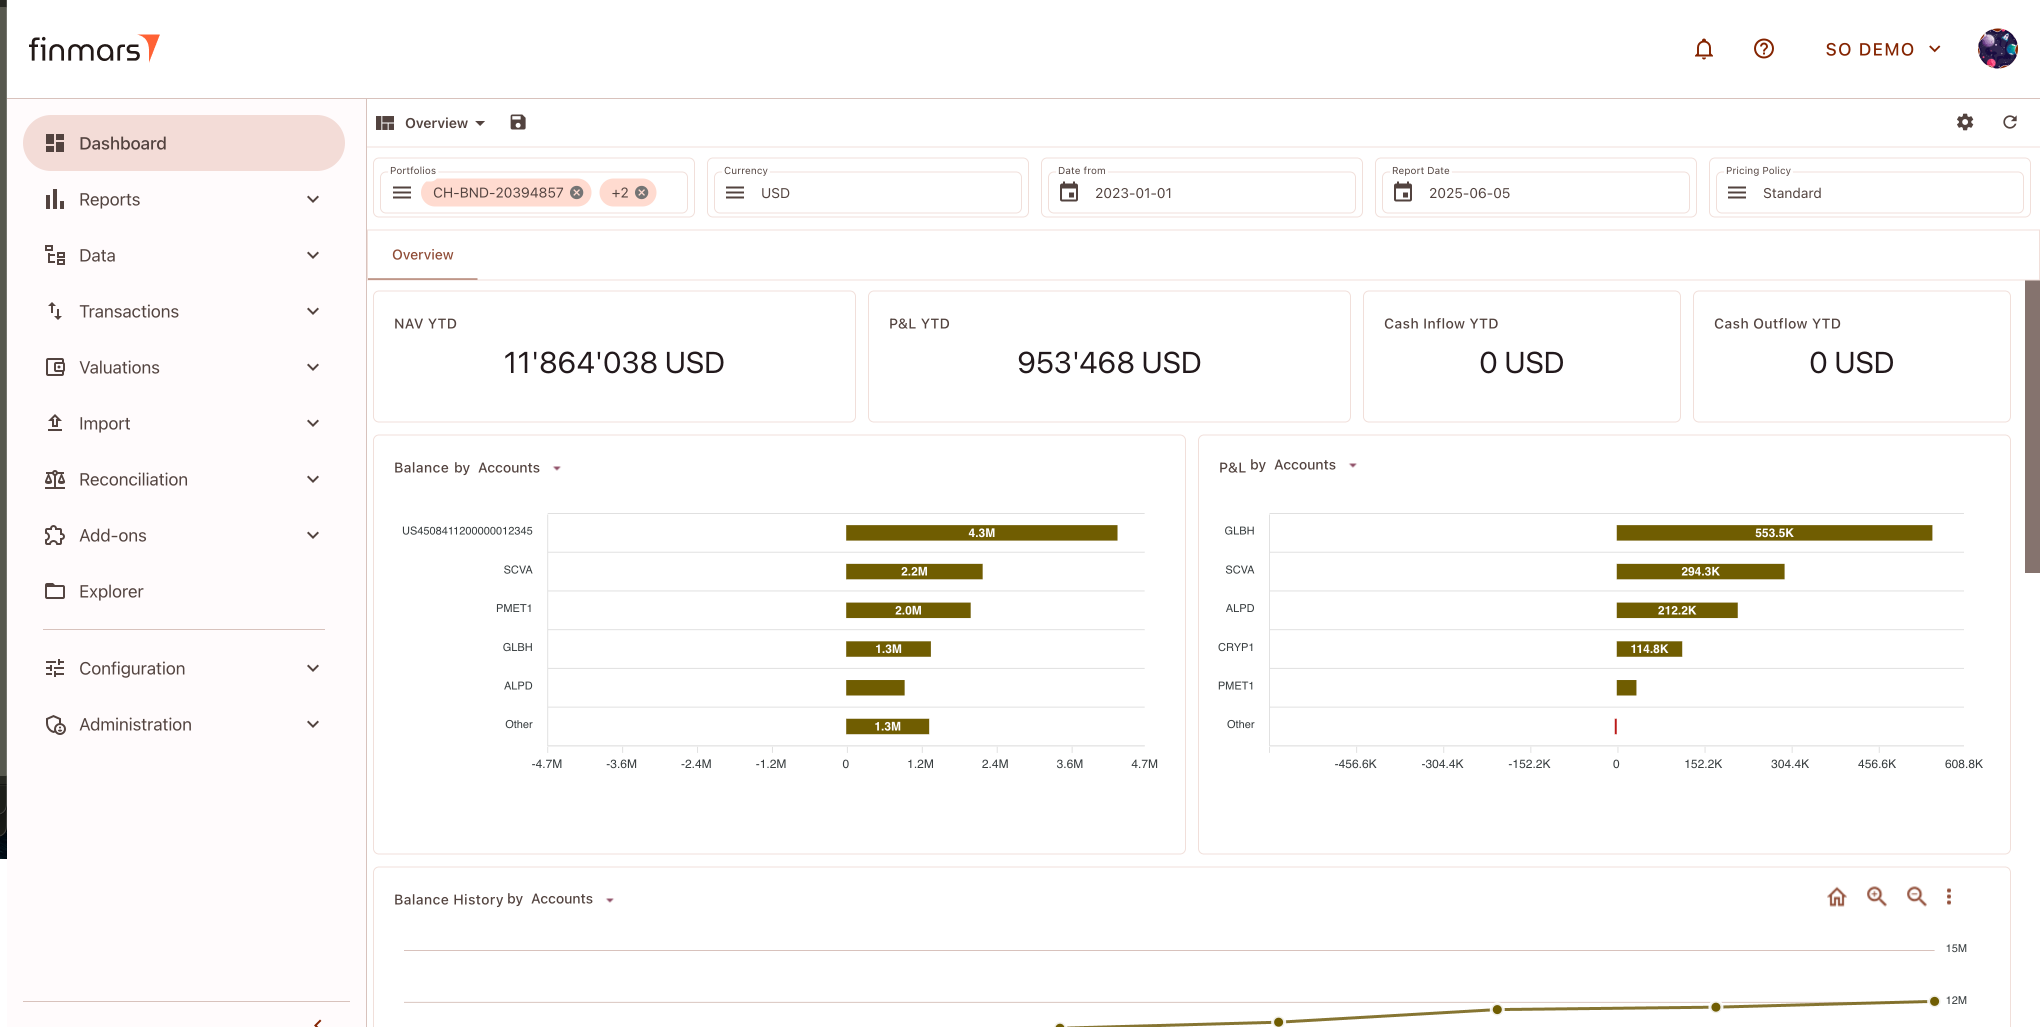 finmars
SO DEMO
Dashboard
Reports
Data
Transactions
Valuations
Import
Reconciliation
Add-ons
Explorer
Configuration
Administration
Overview
Portfolios
CH-BND-20394857
+2
Currency
USD
Date from
2023-01-01
Report Date
2025-06-05
Pricing Policy
Standard
Overview
NAV YTD
11'864'038 USD
P&L YTD
953'468 USD
Cash Inflow YTD
0 USD
Cash Outflow YTD
0 USD
Balance by Accounts
US4508411200000012345
4.3M
SCVA
2.2M
PMET1
2.0M
GLBH
1.3M
ALPD
Other
1.3M
-4.7M -3.6M -2.4M -1.2M 0 1.2M 2.4M 3.6M 4.7M
P&L by Accounts
GLBH
553.5K
SCVA
294.3K
ALPD
212.2K
CRYP1
114.8K
PMET1
Other
-456.6K -304.4K -152.2K 0 152.2K 304.4K 456.6K 608.8K
Balance History by Accounts
15M
12M